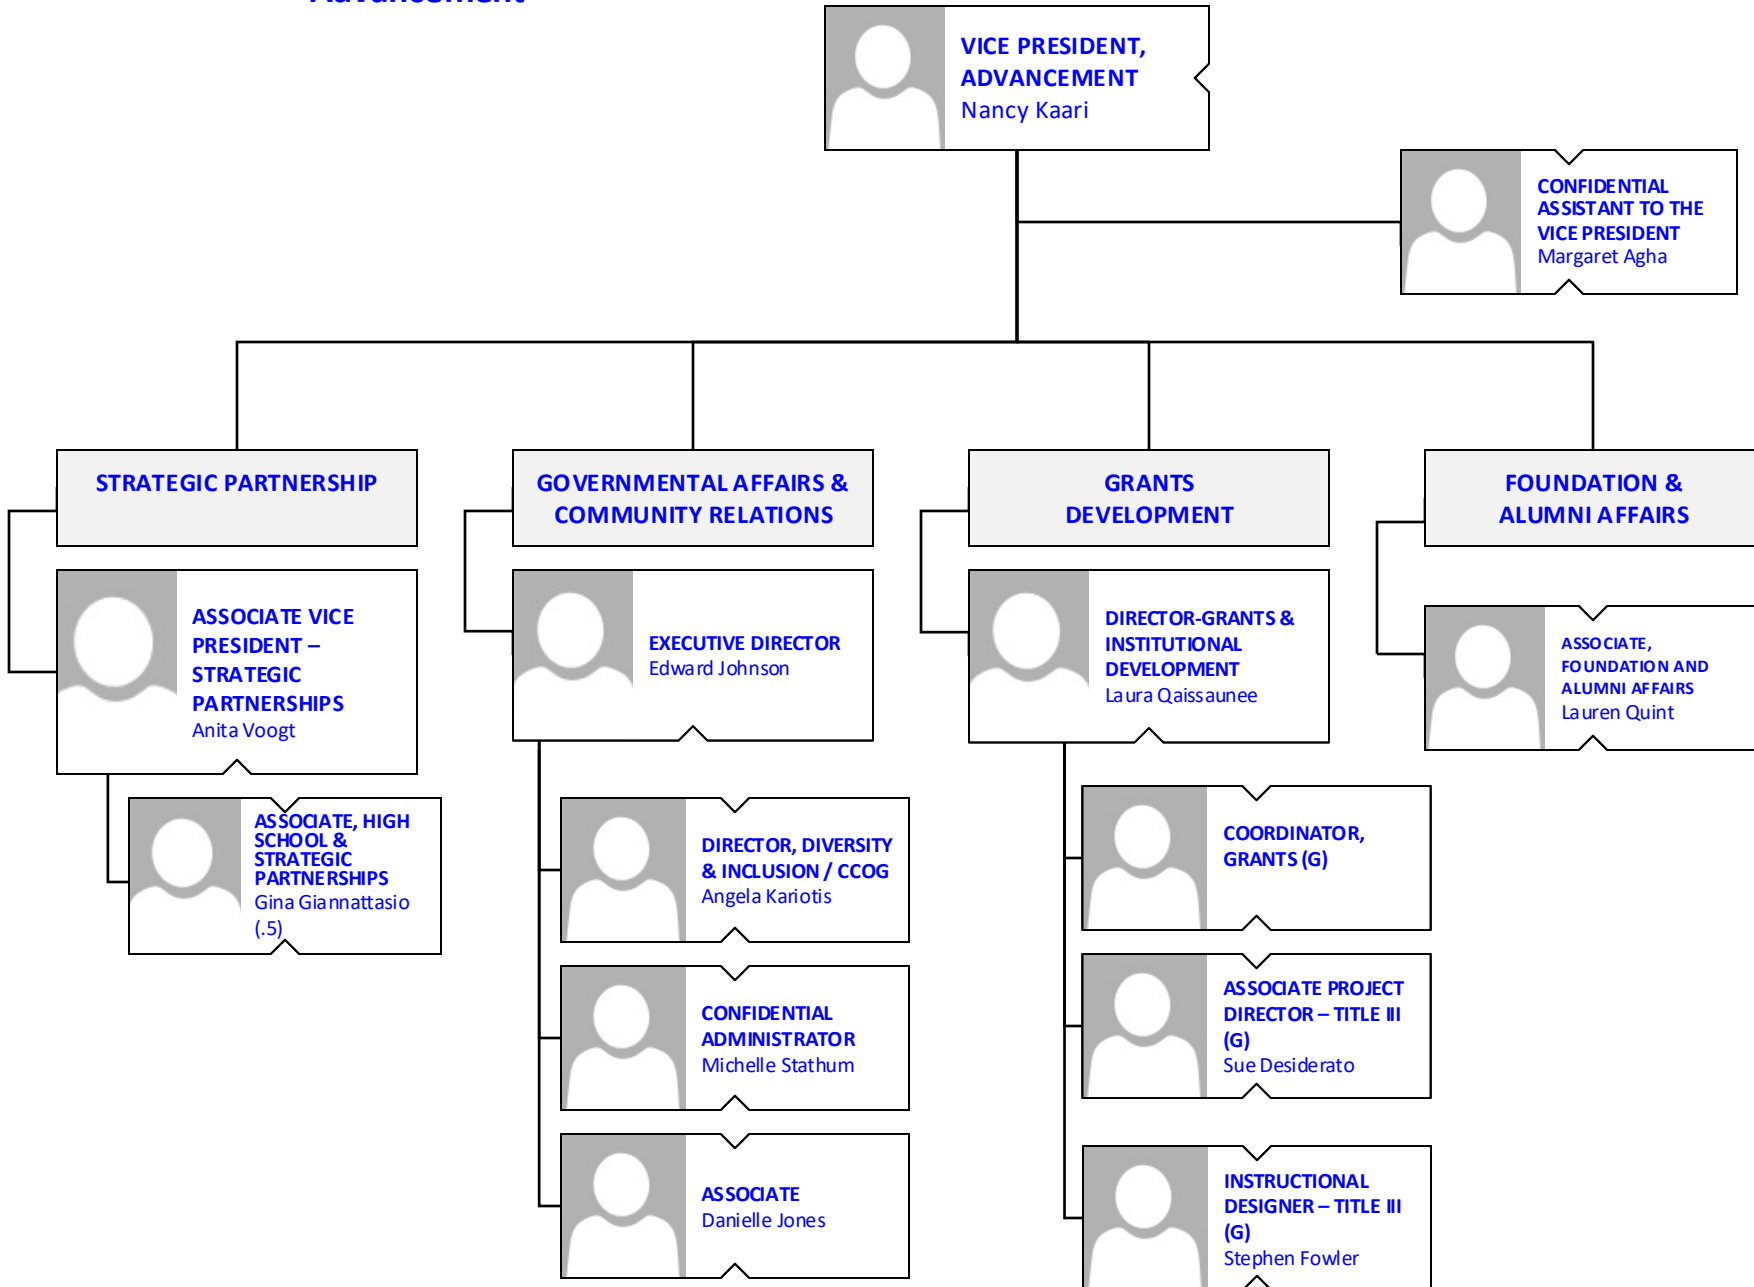 Advancement
VICE PRESIDENT,
ADVANCEMENT
Nancy Kaari
CONFIDENTIAL
ASSISTANT TO THE
VICE PRESIDENT
Margaret Agha
STRATEGIC PARTNERSHIP
ASSOCIATE VICE
PRESIDENT –
STRATEGIC
PARTNERSHIPS
Anita Voogt
ASSOCIATE, HIGH
SCHOOL &
STRATEGIC
PARTNERSHIPS
Gina Giannattasio
(.5)
GOVERNMENTAL AFFAIRS &
COMMUNITY RELATIONS
EXECUTIVE DIRECTOR
Edward Johnson
DIRECTOR, DIVERSITY
& INCLUSION / CCOG
Angela Kariotis
CONFIDENTIAL
ADMINISTRATOR
Michelle Stathum
ASSOCIATE
Danielle Jones
GRANTS
DEVELOPMENT
DIRECTOR-GRANTS &
INSTITUTIONAL
DEVELOPMENT
Laura Qaissaunee
COORDINATOR,
GRANTS (G)
ASSOCIATE PROJECT
DIRECTOR – TITLE III
(G)
Sue Desiderato
INSTRUCTIONAL
DESIGNER – TITLE III
(G)
Stephen Fowler
FOUNDATION &
ALUMNI AFFAIRS
ASSOCIATE,
FOUNDATION AND
ALUMNI AFFAIRS
Lauren Quint